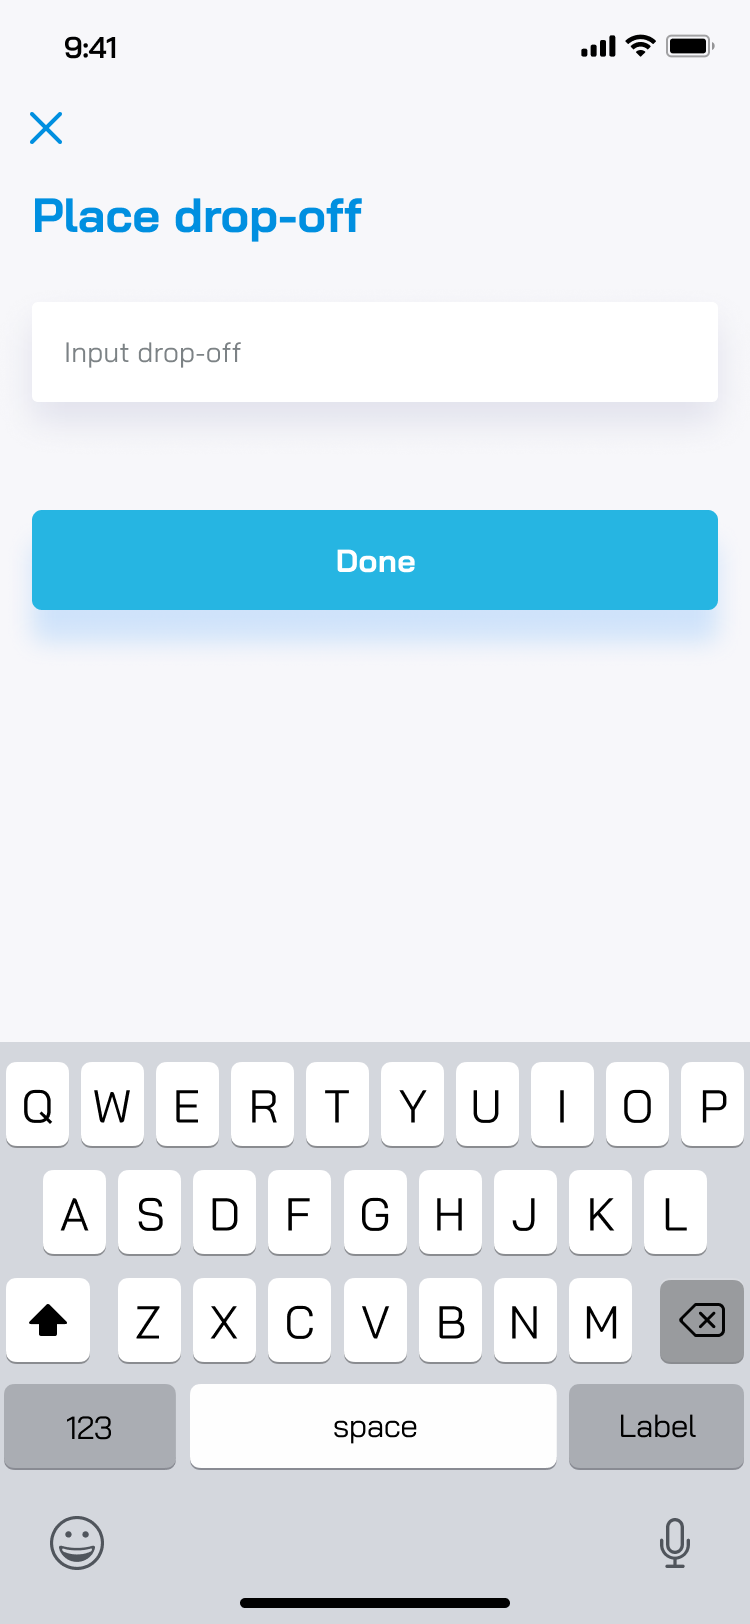 9:41
Place drop-off
Input drop-off
Done
Q W E R T Y U I O P
A S D F G H J K L
Z X C V B N M
123 space Label